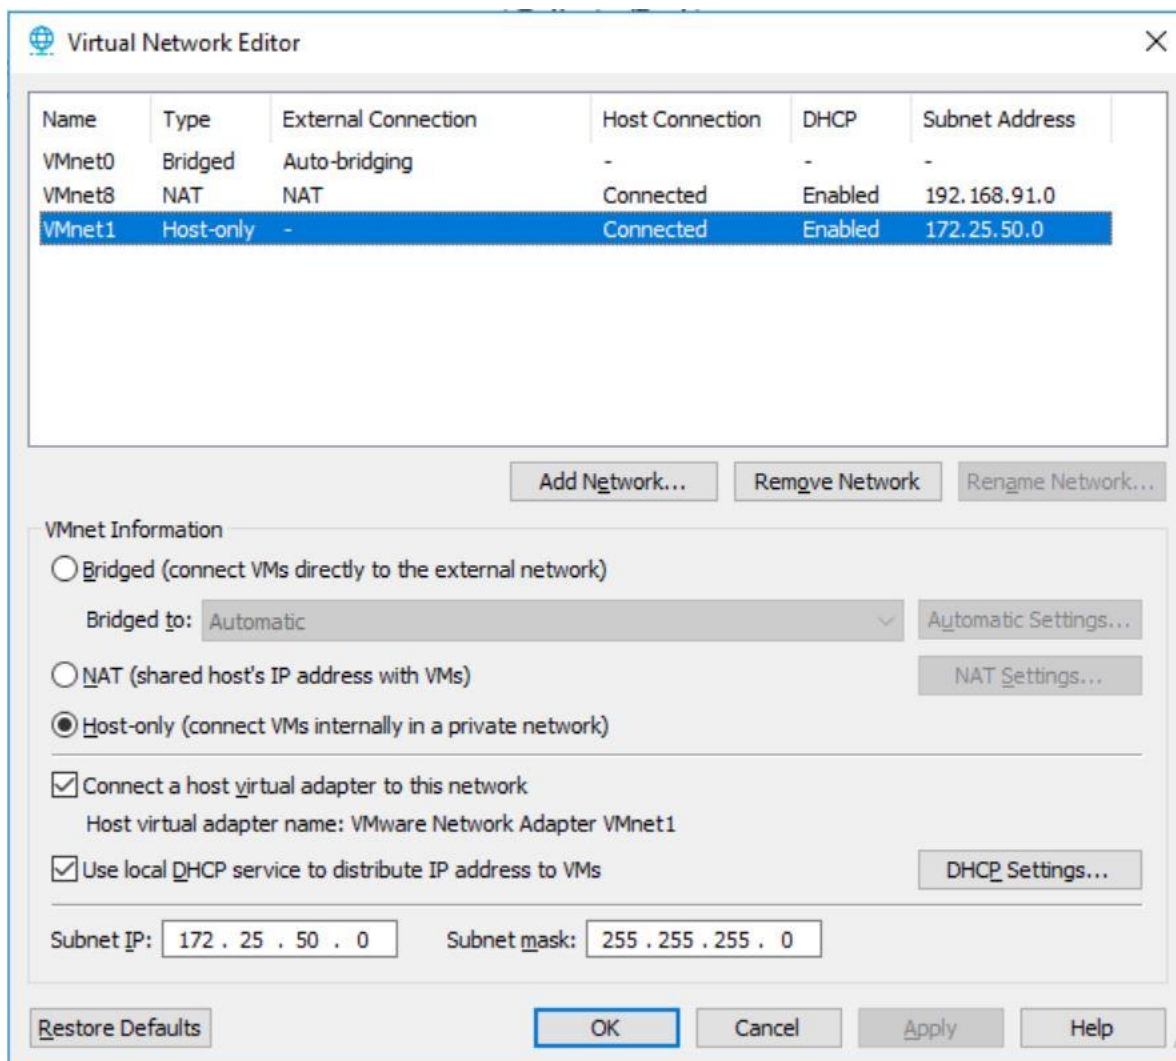 Virtual Network Editor
Name Type External Connection Host Connection DHCP Subnet Address
VMnet0 Bridged Auto-bridging - - -
VMnet8 NAT NAT Connected Enabled 192.168.91.0
VMnet1 Host-only - Connected Enabled 172.25.50.0
Add Network... Remove Network Rename Network...
VMnet Information
Bridged (connect VMs directly to the external network)
Bridged to: Automatic Automatic Settings...
NAT (shared host's IP address with VMs) NAT Settings...
Host-only (connect VMs internally in a private network)
Connect a host virtual adapter to this network
Host virtual adapter name: VMware Network Adapter VMnet1
Use local DHCP service to distribute IP address to VMs DHCP Settings...
Subnet IP: 172 . 25 . 50 . 0 Subnet mask: 255 . 255 . 255 . 0
Restore Defaults OK Cancel Apply Help